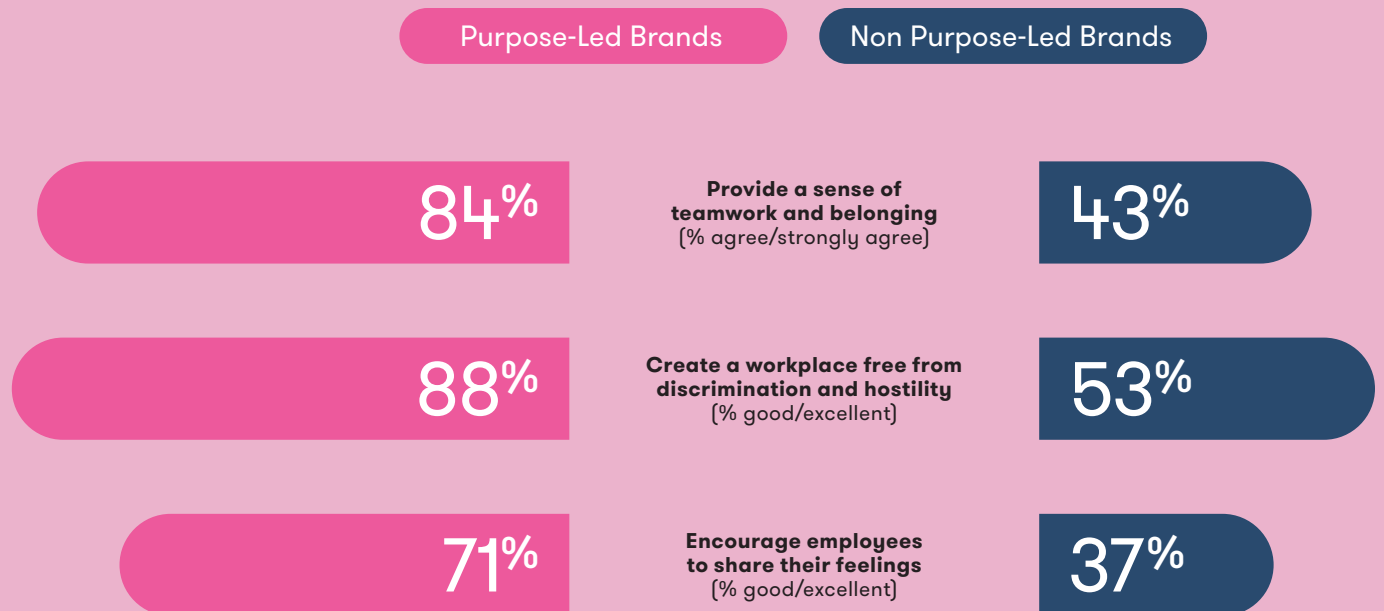 Purpose-Led Brands
Non Purpose-Led Brands
84%
Provide a sense of
teamwork and belonging
(% agree/strongly agree)
43%
88%
Create a workplace free from
discrimination and hostility
(% good/excellent)
53%
71%
Encourage employees
to share their feelings
(% good/excellent)
37%